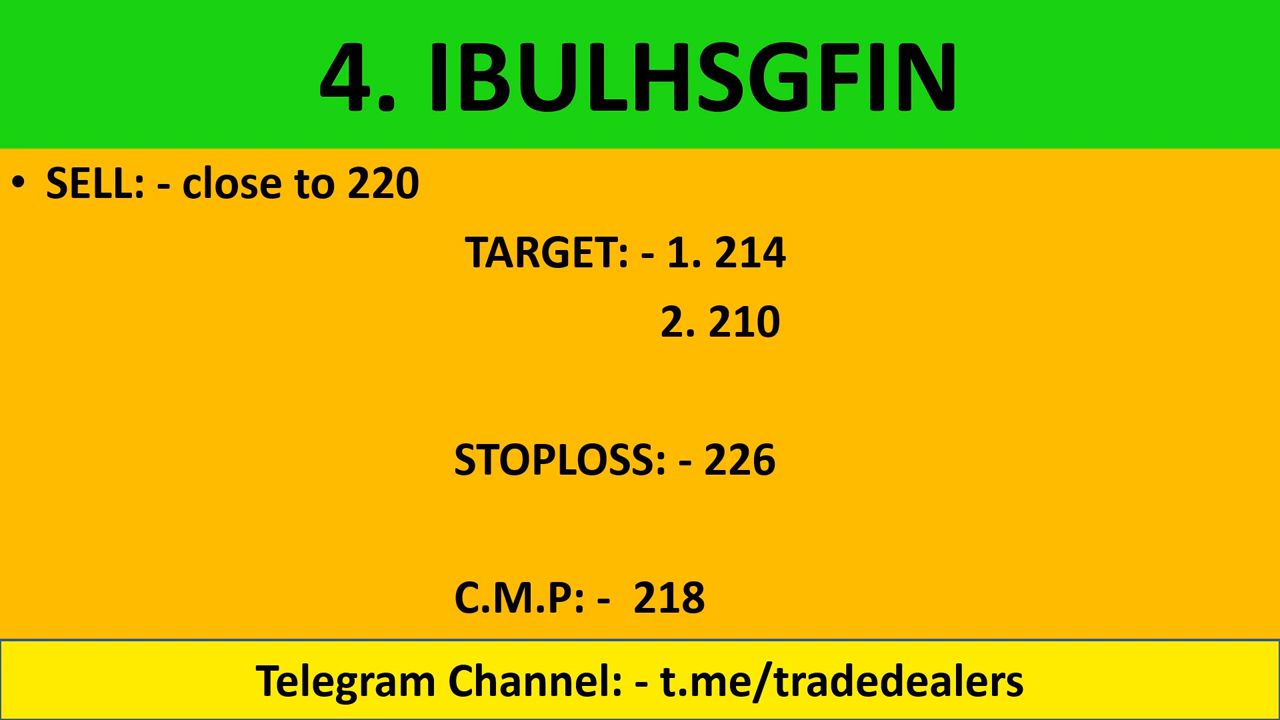 4. IBULHSGFIN
• SELL: - close to 220
TARGET: - 1. 214
2. 210
STOPLOSS: - 226
C.M.P: - 218
Telegram Channel: - t.me/tradedealers